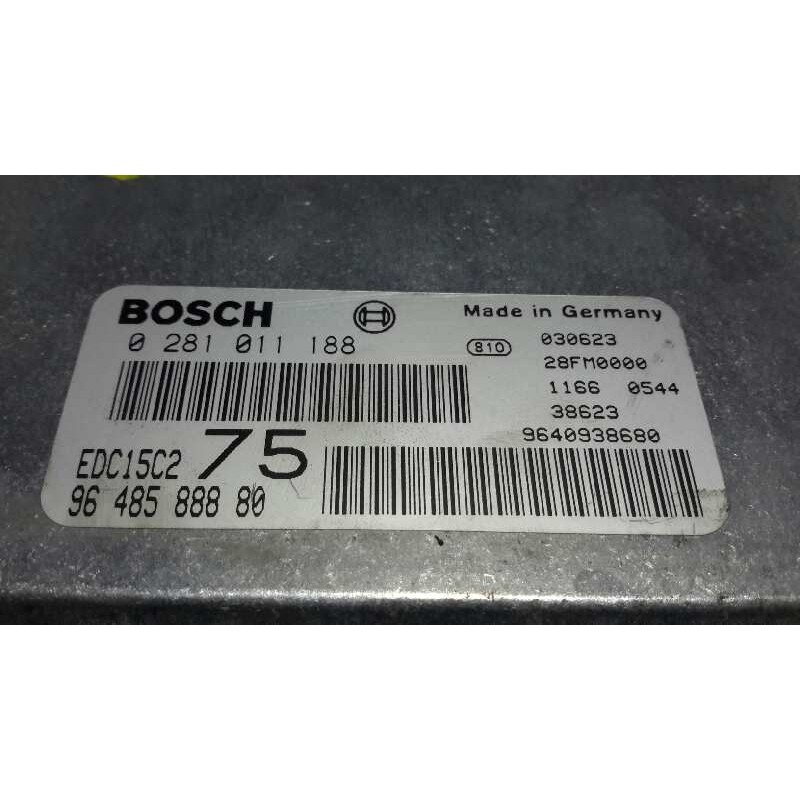 BOSCH
Made in Germany
0 281 011 188
810
030623
28FM0000
1166 0544
38623
9640938680
EDC15C2 75
96 485 888 80